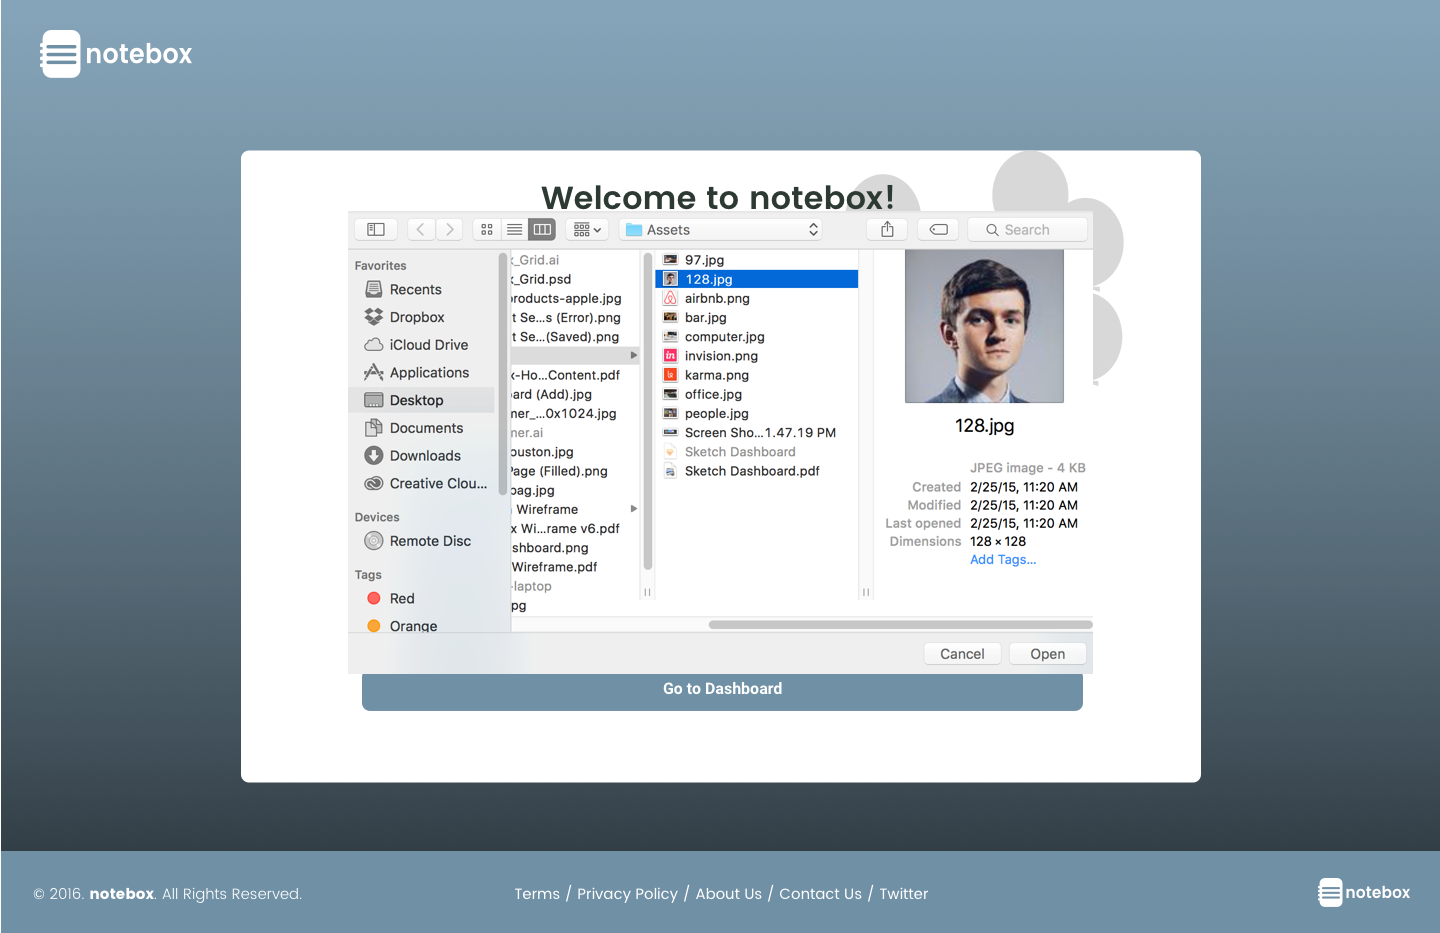 notebox
Welcome to notebox!
Assets
Search
Favorites
Recents
Dropbox
iCloud Drive
Applications
Desktop
Documents
Downloads
Creative Clou...
Devices
Remote Disc
Tags
Red
Orange
_Grid.ai
_Grid.psd
products-apple.jpg
t Se...s (Error).png
t Se...(Saved).png
x-Ho...Content.pdf
ard (Add).jpg
mer_...0x1024.jpg
mer.ai
ouston.jpg
Page (Filled).png
bag.jpg
Wireframe
x Wi...rame v6.pdf
shboard.png
Wireframe.pdf
-laptop
pg
97.jpg
128.jpg
airbnb.png
bar.jpg
computer.jpg
invision.png
karma.png
office.jpg
people.jpg
Screen Sho...1.47.19 PM
Sketch Dashboard
Sketch Dashboard.pdf
128.jpg
JPEG image - 4 KB
Created 2/25/15, 11:20 AM
Modified 2/25/15, 11:20 AM
Last opened 2/25/15, 11:20 AM
Dimensions 128 × 128
Add Tags...
Cancel
Open
Go to Dashboard
© 2016. notebox. All Rights Reserved.
Terms / Privacy Policy / About Us / Contact Us / Twitter
notebox